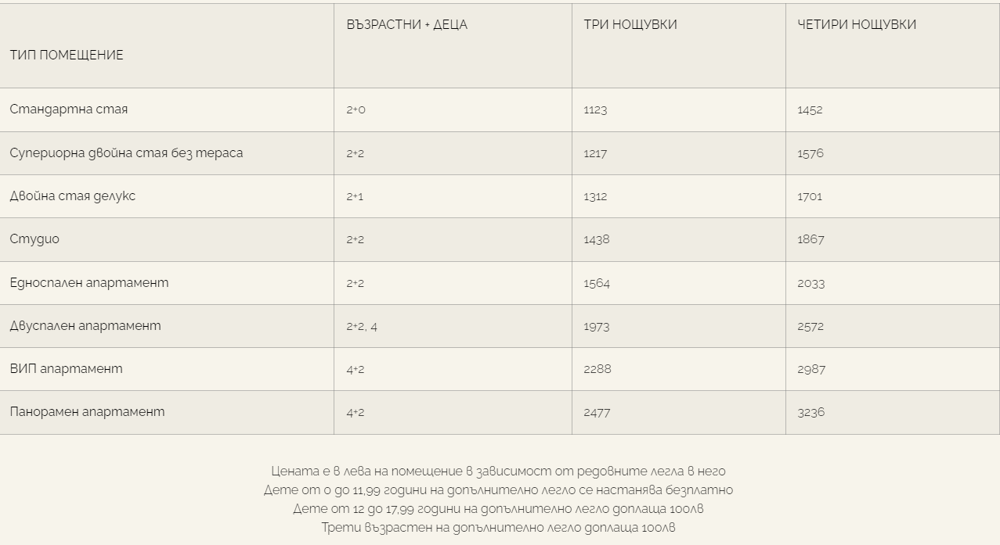 ТИП ПОМЕЩЕНИЕ ВЪЗРАСТНИ + ДЕЦА ТРИ НОЩУВКИ ЧЕТИРИ НОЩУВКИ
Стандартна стая 2+0 1123 1452
Супериорна двойна стая без тераса 2+2 1217 1576
Двойна стая делукс 2+1 1312 1701
Студио 2+2 1438 1867
Едноспален апартамент 2+2 1564 2033
Двуспален апартамент 2+2, 4 1973 2572
ВИП апартамент 4+2 2288 2987
Панорамен апартамент 4+2 2477 3236
Цената е в лева на помещение в зависимост от редовните легла в него
Дете от 0 до 11,99 години на допълнително легло се настанява безплатно
Дете от 12 до 17,99 години на допълнително легло доплаща 100лв
Трети възрастен на допълнително легло доплаща 100лв